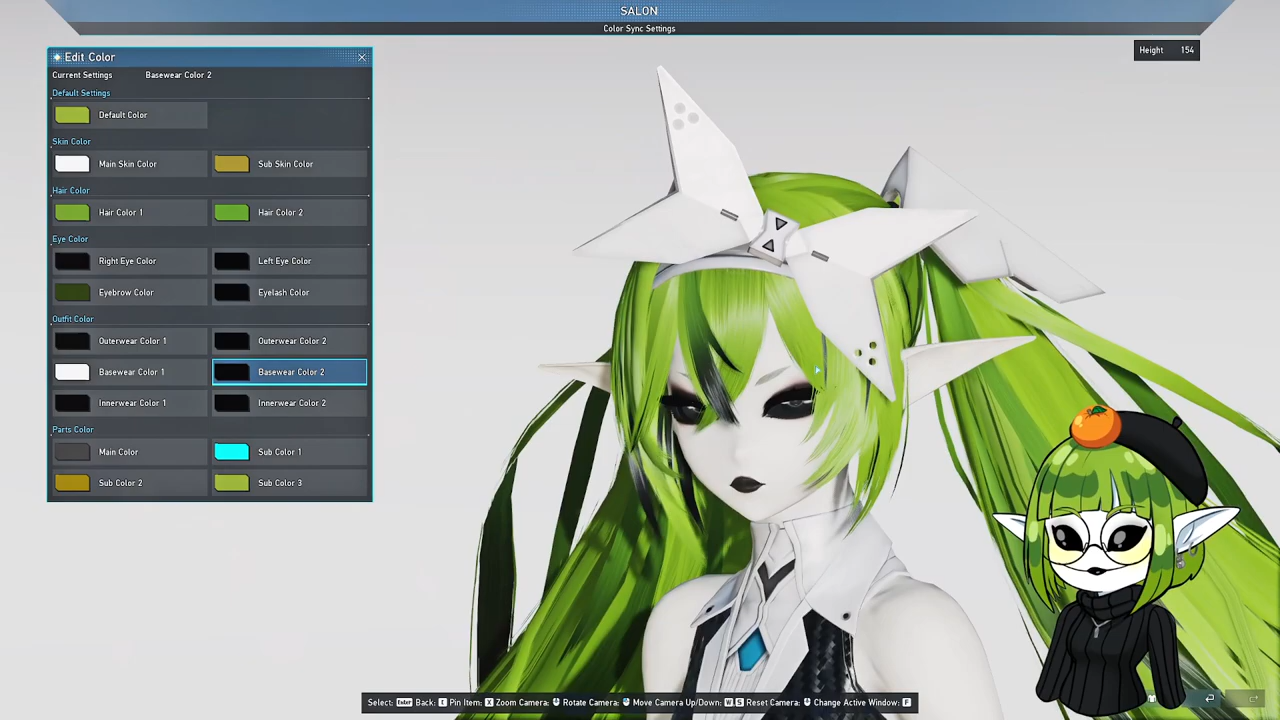 SALON
Color Sync Settings
Height 154
Edit Color
Current Settings Basewear Color 2
Default Settings
Default Color
Skin Color
Main Skin Color Sub Skin Color
Hair Color
Hair Color 1 Hair Color 2
Eye Color
Right Eye Color Left Eye Color
Eyebrow Color Eyelash Color
Outfit Color
Outerwear Color 1 Outerwear Color 2
Basewear Color 1 Basewear Color 2
Innerwear Color 1 Innerwear Color 2
Parts Color
Main Color Sub Color 1
Sub Color 2 Sub Color 3
Select: Enter Back: C Pin Item: X Zoom Camera: Rotate Camera: Move Camera Up/Down: W S Reset Camera: Change Active Window: F